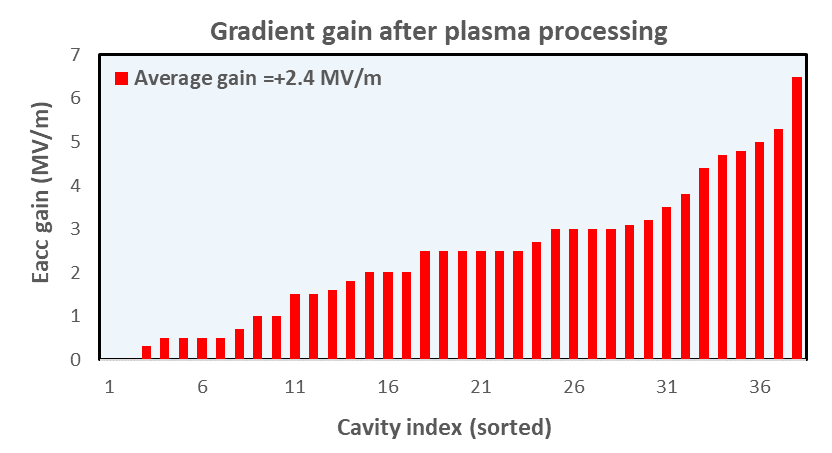 Gradient gain after plasma processing
7
Average gain =+2.4 MV/m
6
5
4
3
2
1
0
Eacc gain (MV/m)
1 6 11 16 21 26 31 36
Cavity index (sorted)